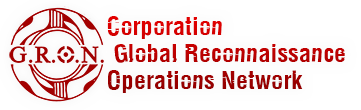 G.R.O.N.
Corporation
Global Reconnaissance
Operations Network